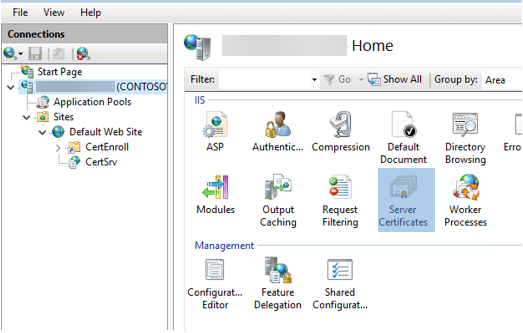 File View Help
Connections
Start Page
(CONTOSO\
Application Pools
Sites
Default Web Site
CertEnroll
CertSrv
Home
Filter: Go Show All Group by: Area
IIS
ASP Authentic... Compression Default Document Directory Browsing Erro
Modules Output Caching Request Filtering Server Certificates Worker Processes
Management
Configurat... Editor Feature Delegation Shared Configurat...